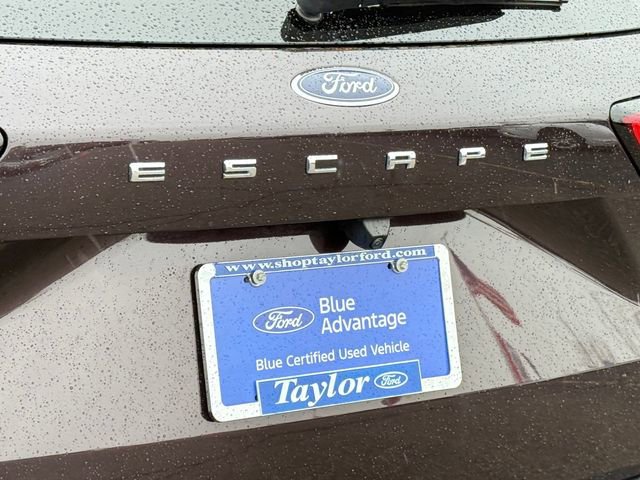 Ford
ESCAPE
www.shoptaylorford.com
Ford Blue
Advantage
Blue Certified Used Vehicle
Taylor Ford